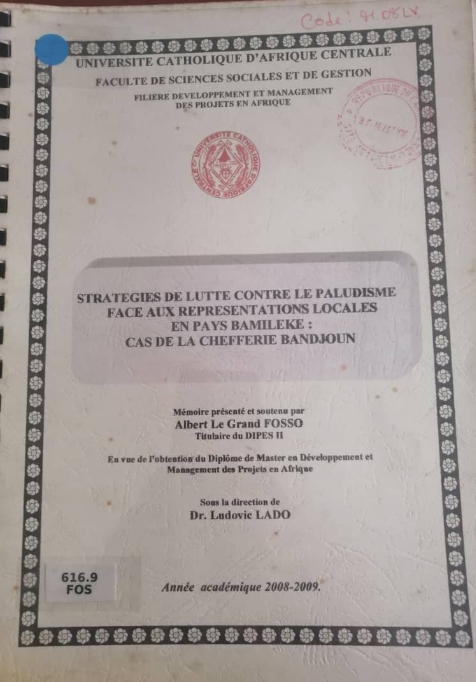 Code: 
UNIVERSITE CATHOLIQUE D'AFRIQUE CENTRALE
FACULTE DE SCIENCES SOCIALES ET DE GESTION
FILIERE DEVELOPPEMENT ET MANAGEMENT
DES PROJETS EN AFRIQUE
STRATEGIES DE LUTTE CONTRE LE PALUDISME
FACE AUX REPRESENTATIONS LOCALES
EN PAYS BAMILEKE :
CAS DE LA CHEFFERIE BANDJOUN
Mémoire présenté et soutenu par
Albert Le Grand FOSSO
Titulaire du DIPES II
En vue de l'obtention du Diplôme de Master en Développement et
Management des Projets en Afrique
Sous la direction de
Dr. Ludovic LADO
616.9
FOS
Année académique 2008-2009.